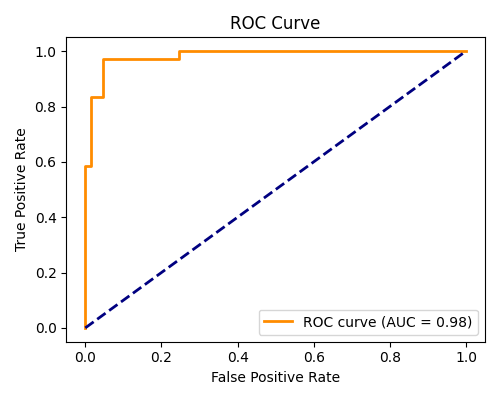 ROC Curve
True Positive Rate
1.0
0.8
0.6
0.4
0.2
0.0
ROC curve (AUC = 0.98)
0.0 0.2 0.4 0.6 0.8 1.0
False Positive Rate